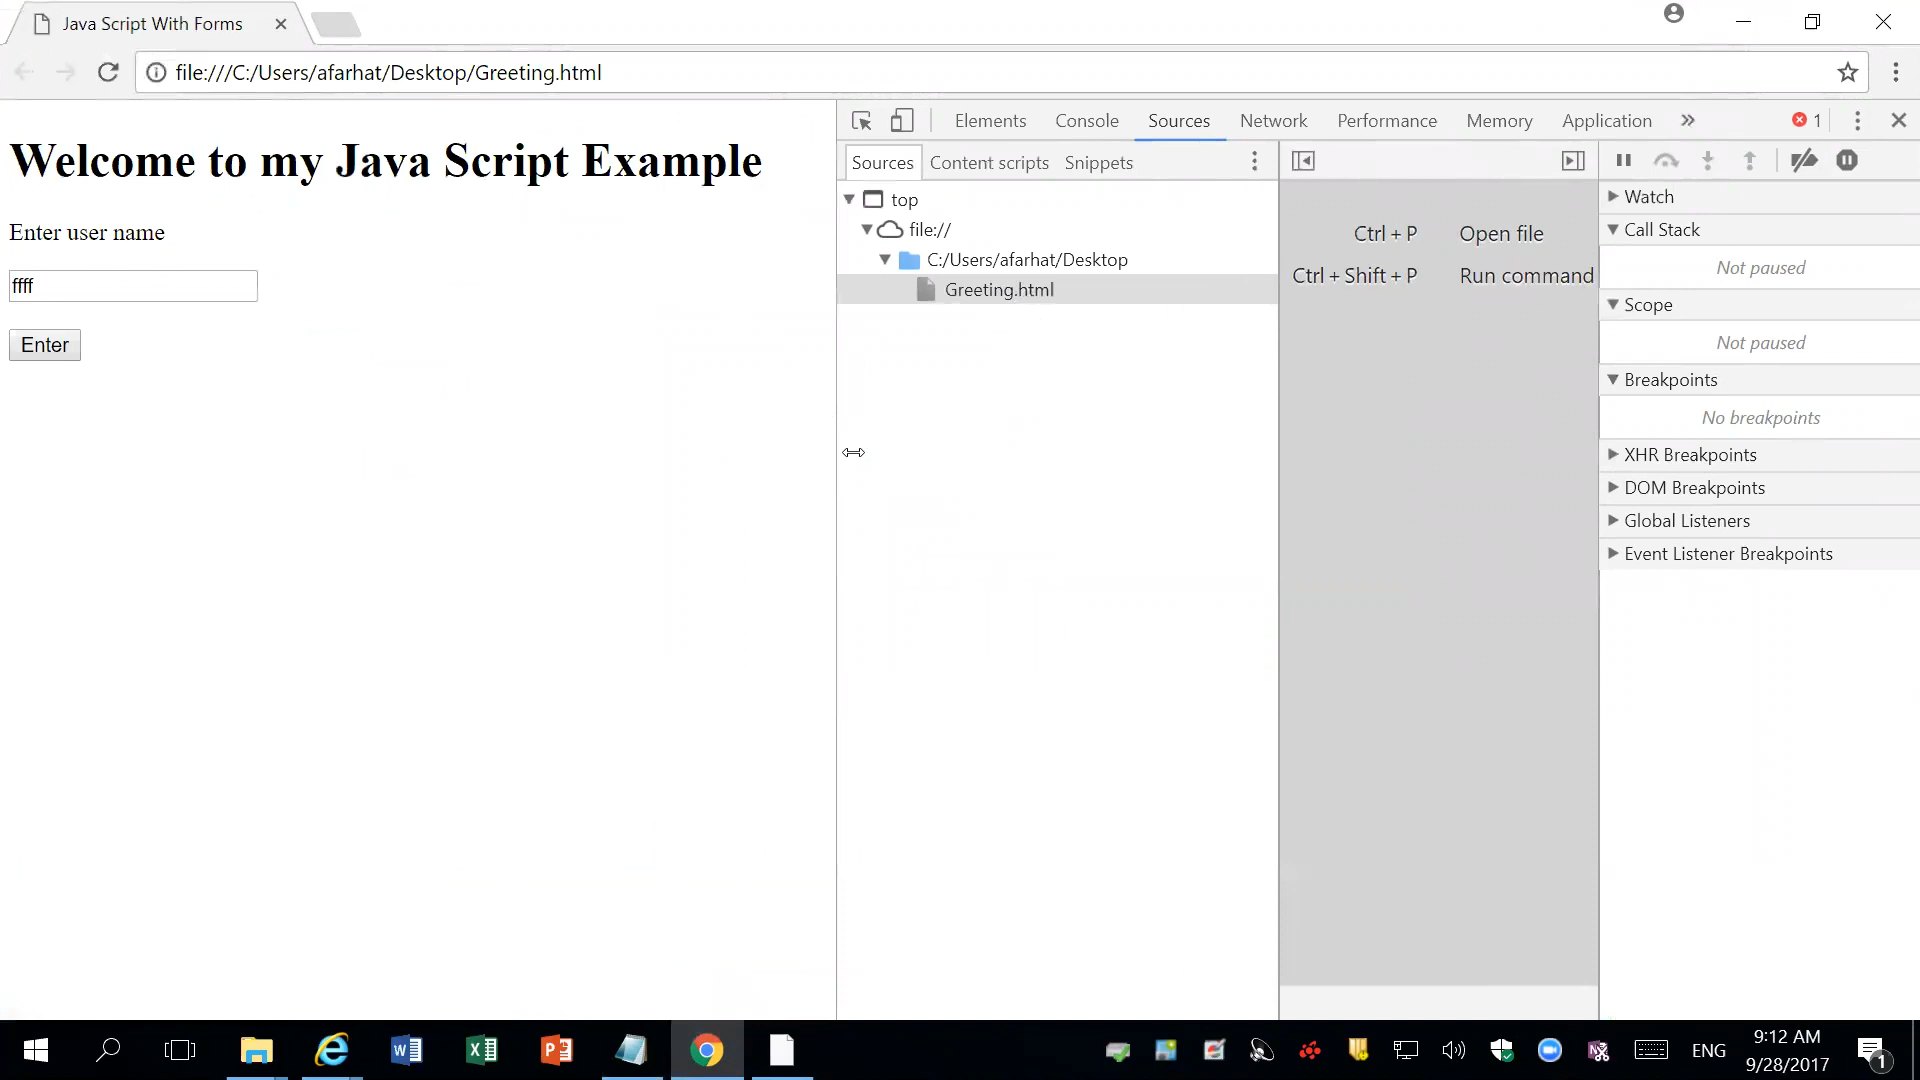 Java Script With Forms
file:///C:/Users/afarhat/Desktop/Greeting.html
Welcome to my Java Script Example
Enter user name
ffff
Enter
Elements Console Sources Network Performance Memory Application » 1
Sources Content scripts Snippets
top
file://
C:/Users/afarhat/Desktop
Greeting.html
Ctrl + P Open file
Ctrl + Shift + P Run command
Watch
Call Stack
Not paused
Scope
Not paused
Breakpoints
No breakpoints
XHR Breakpoints
DOM Breakpoints
Global Listeners
Event Listener Breakpoints
ENG
9:12 AM
9/28/2017
1